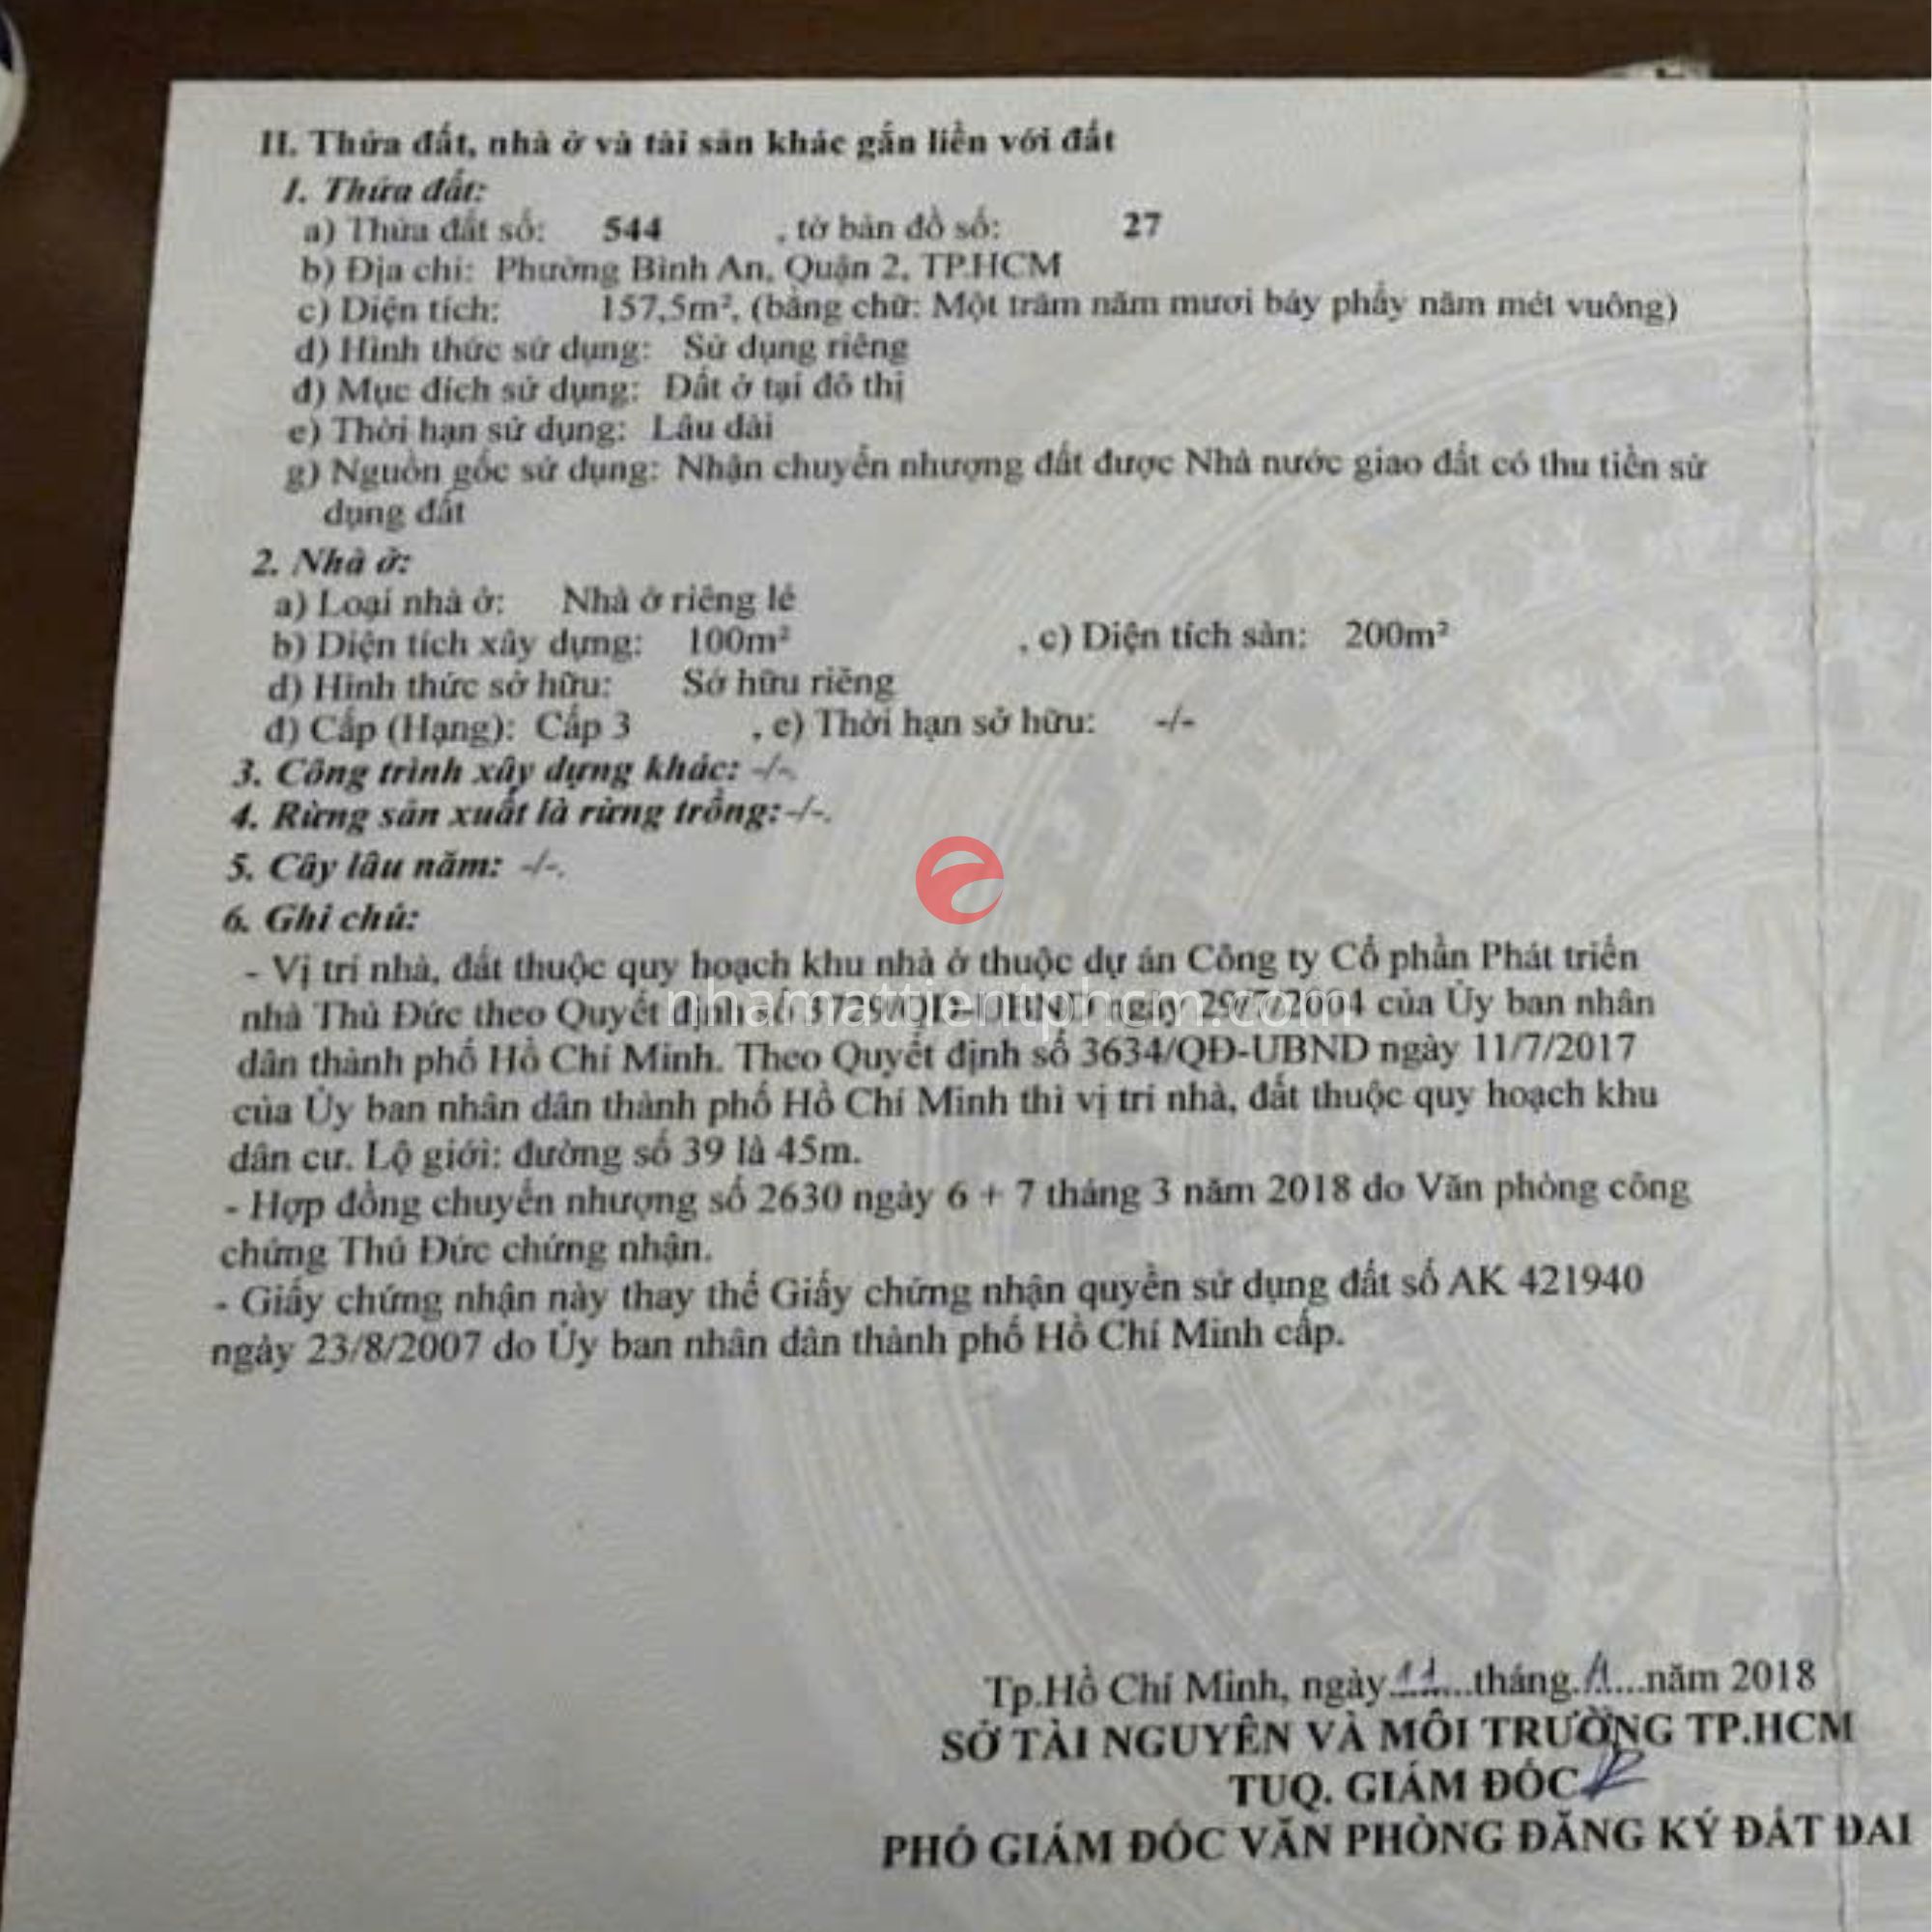 II. Thửa đất, nhà ở và tài sản khác gắn liền với đất
1. Thửa đất:
a) Thửa đất số: 544 , tờ bản đồ số: 27
b) Địa chỉ: Phường Bình An, Quận 2, TP.HCM
c) Diện tích: 157,5m², (bằng chữ: Một trăm năm mươi bảy phẩy năm mét vuông)
d) Hình thức sử dụng: Sử dụng riêng
đ) Mục đích sử dụng: Đất ở tại đô thị
e) Thời hạn sử dụng: Lâu dài
g) Nguồn gốc sử dụng: Nhận chuyển nhượng đất được Nhà nước giao đất có thu tiền sử
dụng đất
2. Nhà ở:
a) Loại nhà ở: Nhà ở riêng lẻ
b) Diện tích xây dựng: 100m² , c) Diện tích sàn: 200m²
d) Hình thức sở hữu: Sở hữu riêng
đ) Cấp (Hạng): Cấp 3 , e) Thời hạn sở hữu: -/-
3. Công trình xây dựng khác: -/-.
4. Rừng sản xuất là rừng trồng: -/-.
5. Cây lâu năm: -/-.
6. Ghi chú:
- Vị trí nhà, đất thuộc quy hoạch khu nhà ở thuộc dự án Công ty Cổ phần Phát triển
nhà Thủ Đức theo Quyết định số 3729/QĐ-UBND ngày 29/7/2004 của Ủy ban nhân
nhamattientphcm.com
dân thành phố Hồ Chí Minh. Theo Quyết định số 3634/QĐ-UBND ngày 11/7/2017
của Ủy ban nhân dân thành phố Hồ Chí Minh thì vị trí nhà, đất thuộc quy hoạch khu
dân cư. Lộ giới: đường số 39 là 45m.
- Hợp đồng chuyển nhượng số 2630 ngày 6 + 7 tháng 3 năm 2018 do Văn phòng công
chứng Thủ Đức chứng nhận.
- Giấy chứng nhận này thay thế Giấy chứng nhận quyền sử dụng đất số AK 421940
ngày 23/8/2007 do Ủy ban nhân dân thành phố Hồ Chí Minh cấp.
Tp.Hồ Chí Minh, ngày 11 tháng năm 2018
SỞ TÀI NGUYÊN VÀ MÔI TRƯỜNG TP.HCM
TUQ. GIÁM ĐỐC
PHÓ GIÁM ĐỐC VĂN PHÒNG ĐĂNG KÝ ĐẤT ĐAI